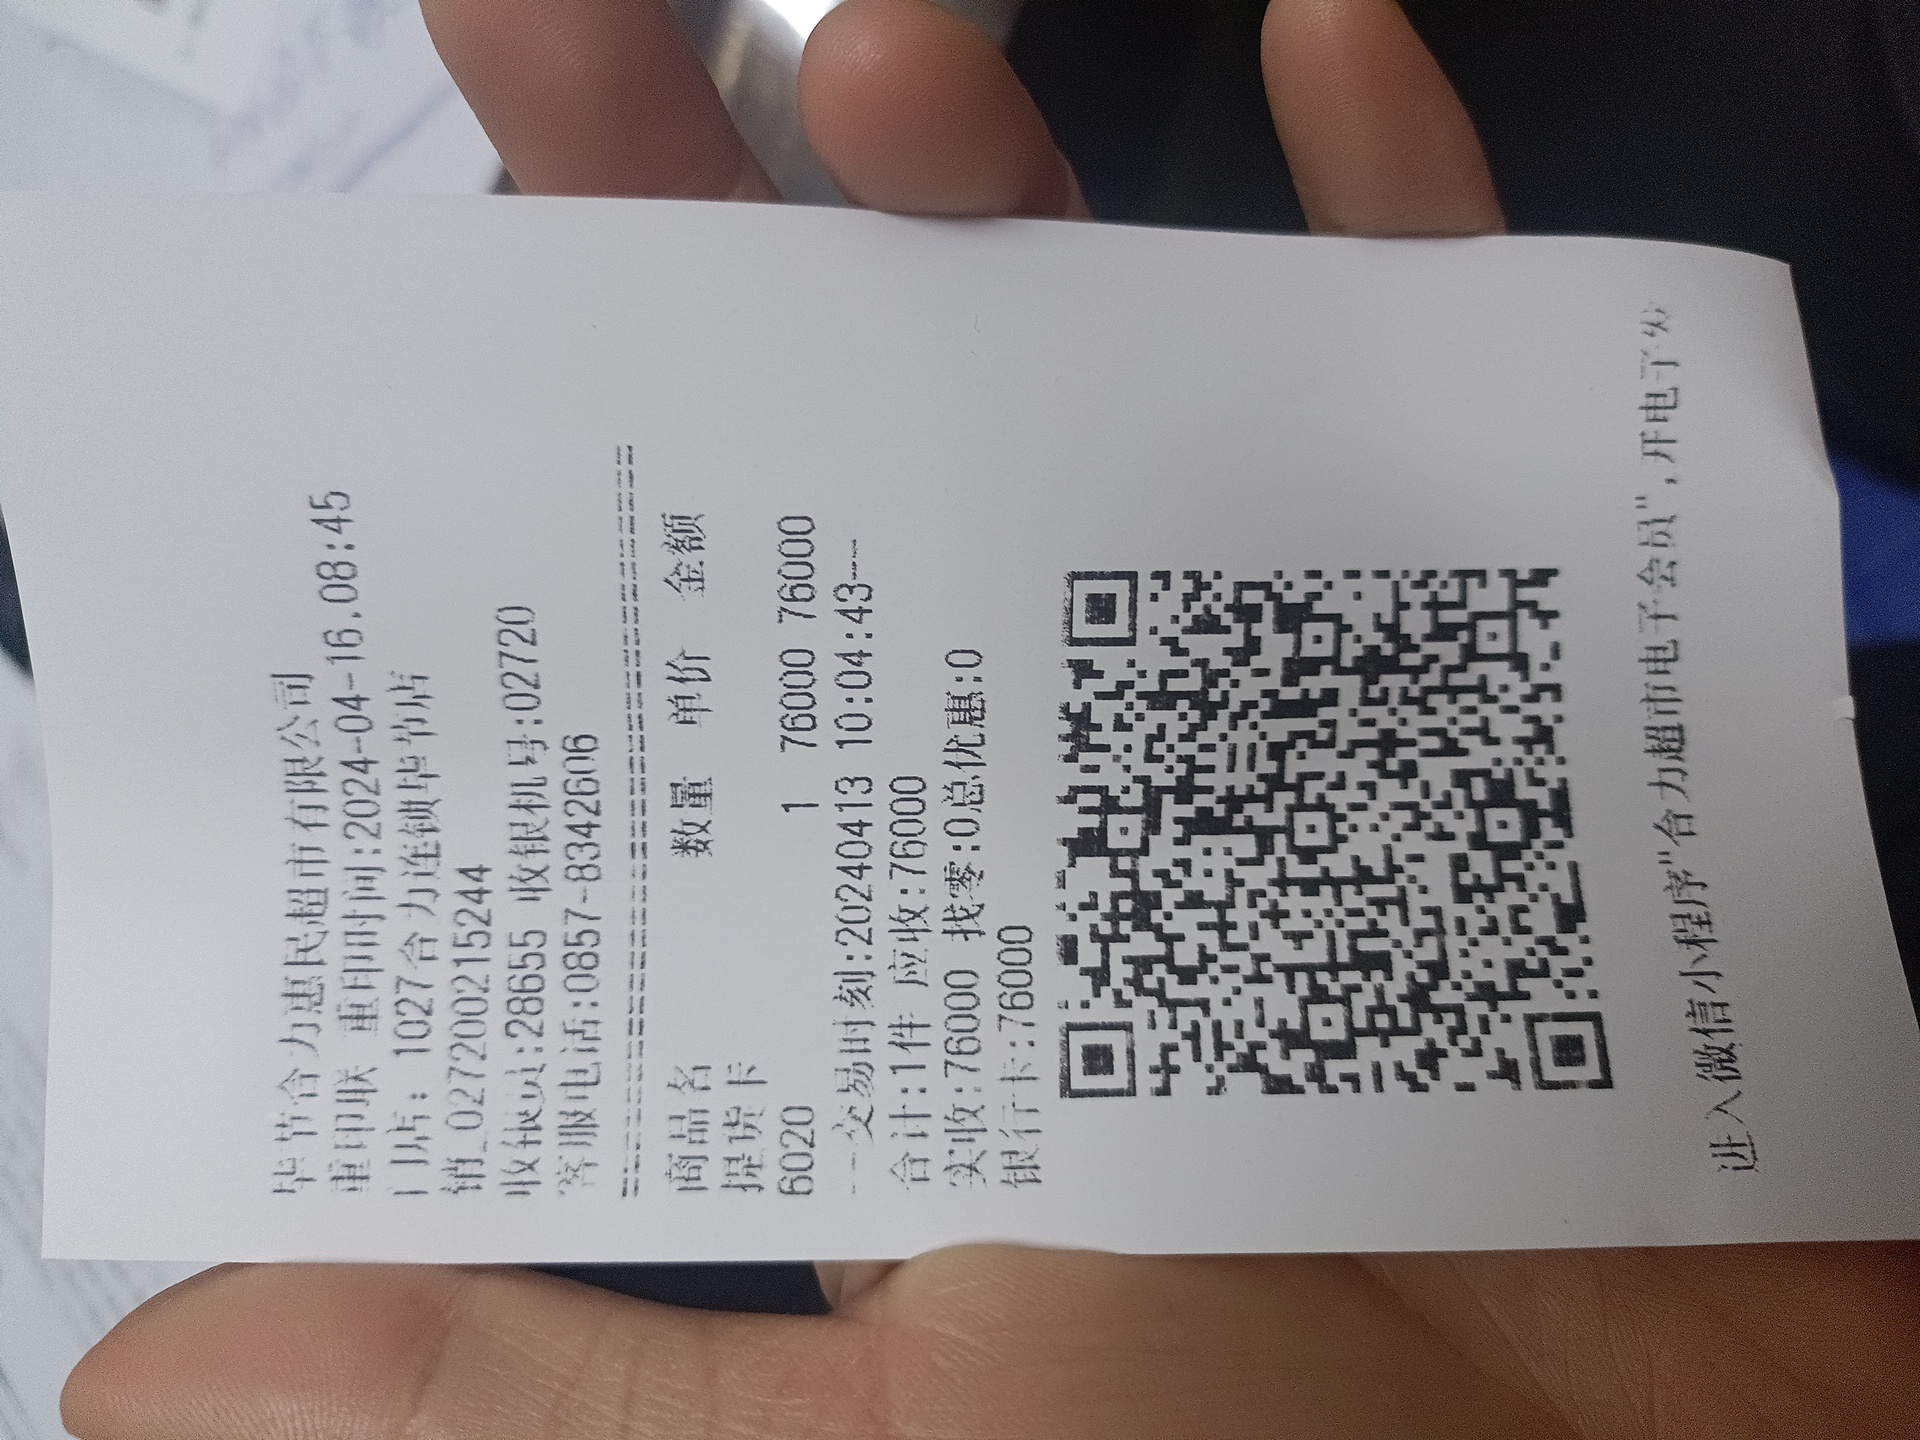 毕节合力惠民超市有限公司
重印联 重印时间:2024-04-16.08:45
门店: 1027合力连锁毕节店
销_027200215244
收银员:28655 收银机号:02720
客服电话:0857-8342606
商品名 数量 单价 金额
提货卡
6020 1 76000 76000
---交易时刻:20240413 10:04:43---
合计:1件 应收:76000
实收:76000 找零:0总优惠:0
银行卡:76000
进入微信小程序"合力超市电子会员",开电子发